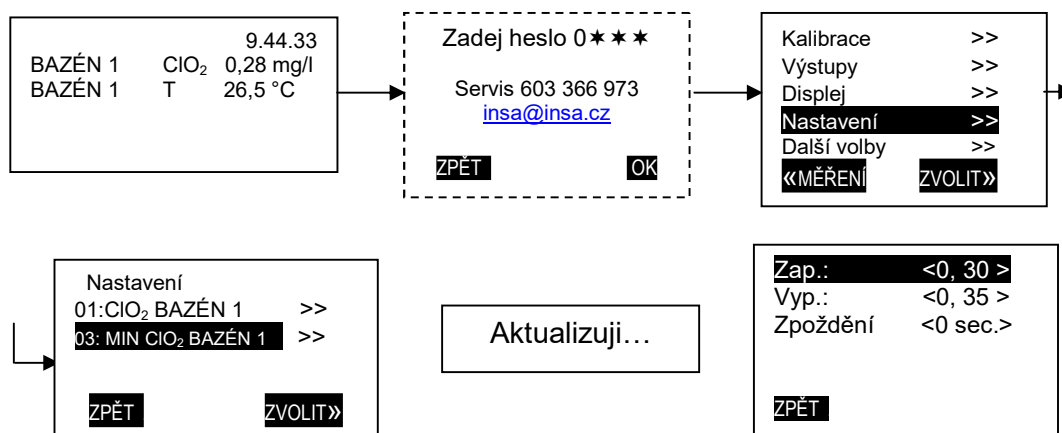 9.44.33
BAZÉN 1 ClO₂ 0,28 mg/l
BAZÉN 1 T 26,5 °C
Zadej heslo 0✶✶✶
Servis 603 366 973
insa@insa.cz
ZPĚT OK
Kalibrace >>
Výstupy >>
Displej >>
Nastavení >>
Další volby >>
«MĚŘENÍ ZVOLIT»
Nastavení
01:ClO₂ BAZÉN 1 >>
03: MIN ClO₂ BAZÉN 1 >>
ZPĚT ZVOLIT»
Aktualizuji…
Zap.: <0, 30 >
Vyp.: <0, 35 >
Zpoždění <0 sec.>
ZPĚT